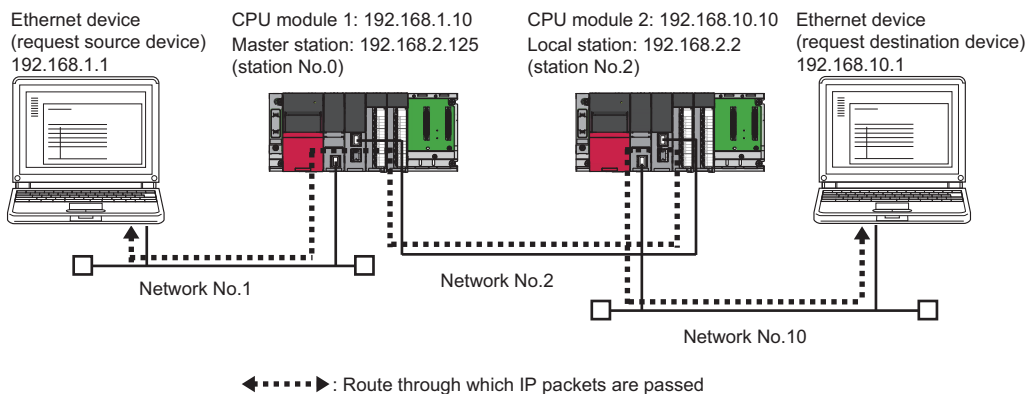 Ethernet device
(request source device)
192.168.1.1
CPU module 1: 192.168.1.10
Master station: 192.168.2.125
(station No.0)
CPU module 2: 192.168.10.10
Local station: 192.168.2.2
(station No.2)
Ethernet device
(request destination device)
192.168.10.1
Network No.1
Network No.2
Network No.10
: Route through which IP packets are passed